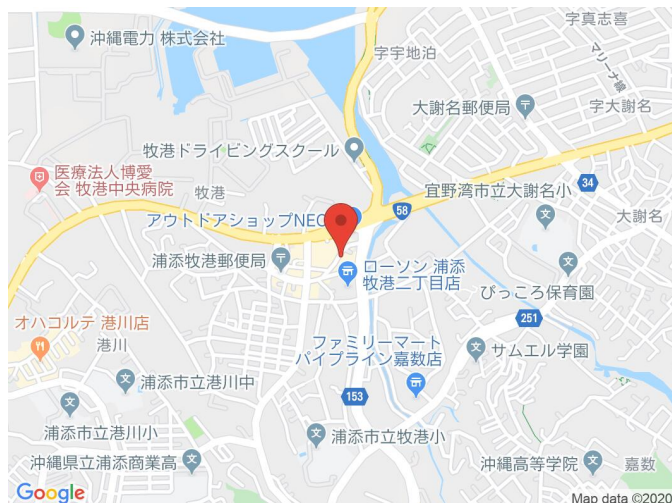 字真志喜
沖縄電力 株式会社
字宇地泊
マリーナ線
大謝名郵便局
字大謝名
牧港ドライビングスクール
医療法人博愛
会 牧港中央病院
牧港
宜野湾市立大謝名小
34
アウトドアショップNEO
58
大謝名
浦添牧港郵便局
ローソン 浦添
牧港二丁目店
ぴっころ保育園
オハコルテ 港川店
251
港川
ファミリーマート
パイプライン嘉数店
サムエル学園
浦添市立港川中
153
浦添市立港川小
浦添市立牧港小
沖縄県立浦添商業高
沖縄高等学院
嘉数
Google
Map data ©2020